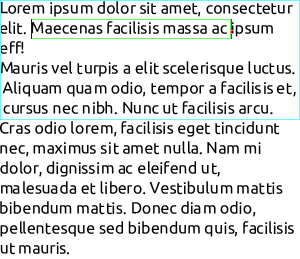 Lorem ipsum dolor sit amet, consectetur
elit. Maecenas facilisis massa ac ipsum
eff!
Mauris vel turpis a elit scelerisque luctus.
Aliquam quam odio, tempor a facilisis et,
cursus nec nibh. Nunc ut facilisis arcu.
Cras odio lorem, facilisis eget tincidunt
nec, maximus sit amet nulla. Nam mi
dolor, dignissim ac eleifend ut,
malesuada et libero. Vestibulum mattis
bibendum mattis. Donec diam odio,
pellentesque sed bibendum quis, facilisis
ut mauris.